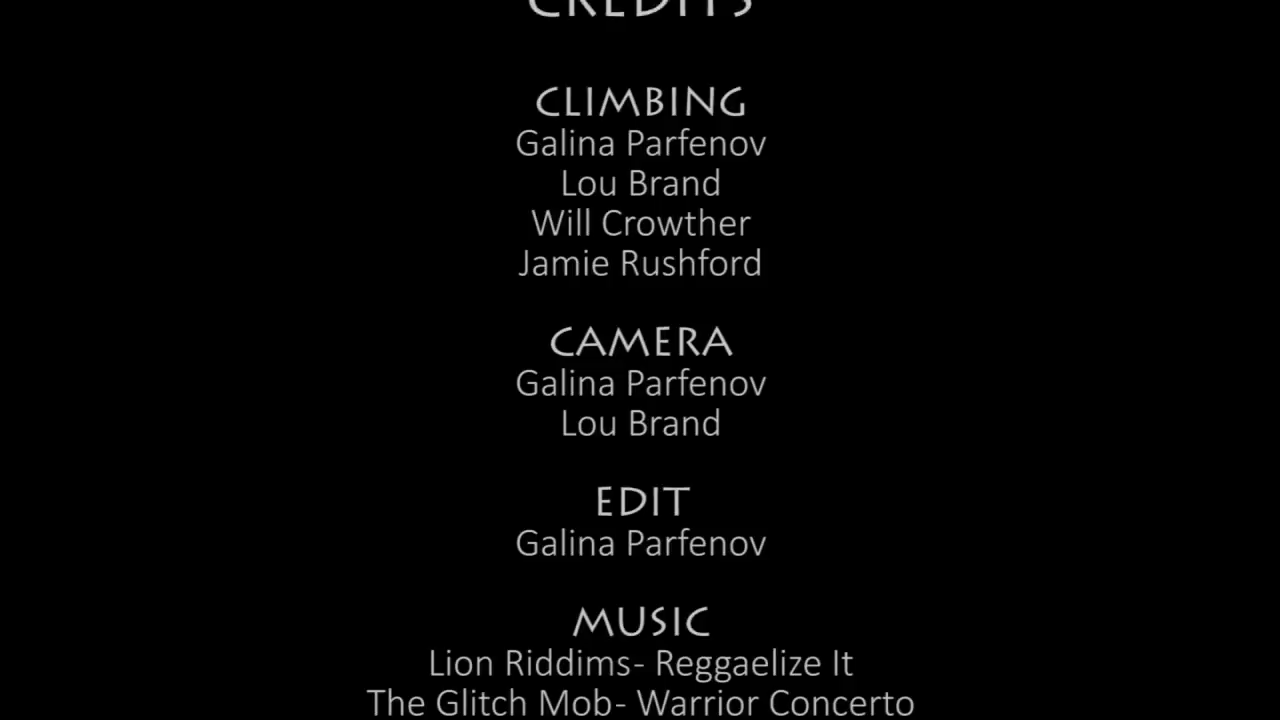 CREDITS
CLIMBING
Galina Parfenov
Lou Brand
Will Crowther
Jamie Rushford
CAMERA
Galina Parfenov
Lou Brand
EDIT
Galina Parfenov
MUSIC
Lion Riddims- Reggaelize It
The Glitch Mob- Warrior Concerto